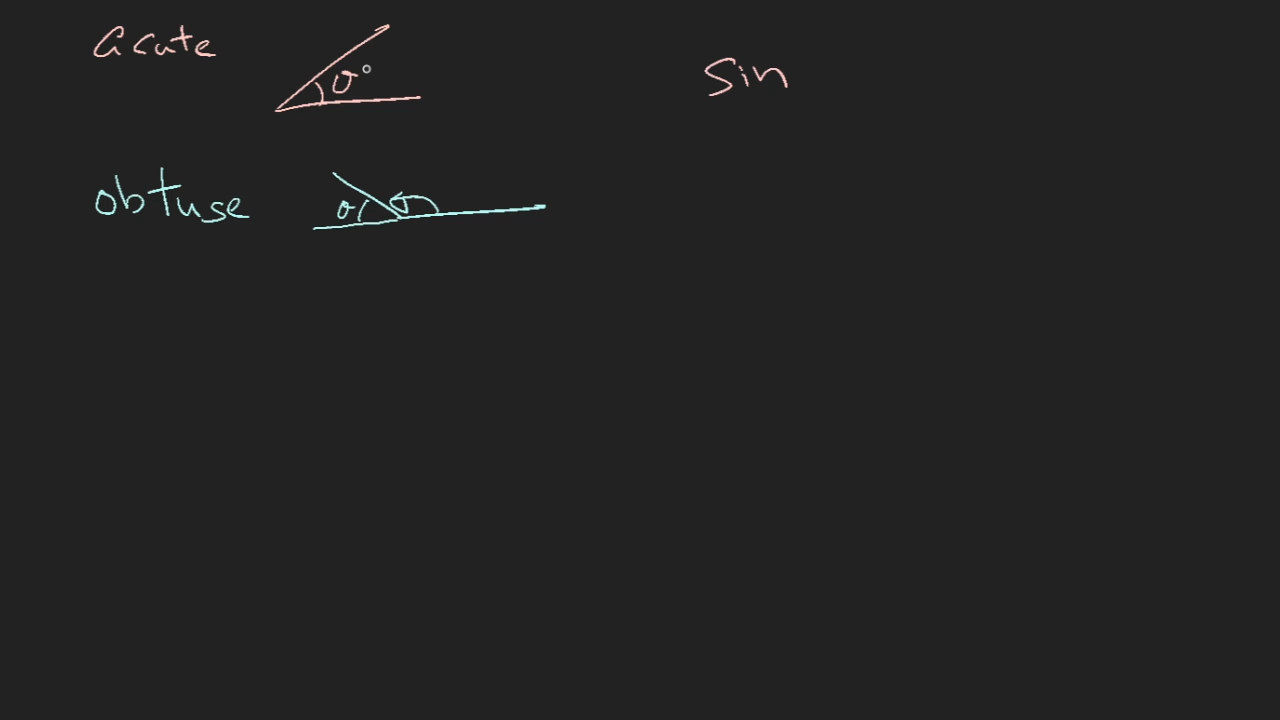 acute θ° Sin
obtuse θ